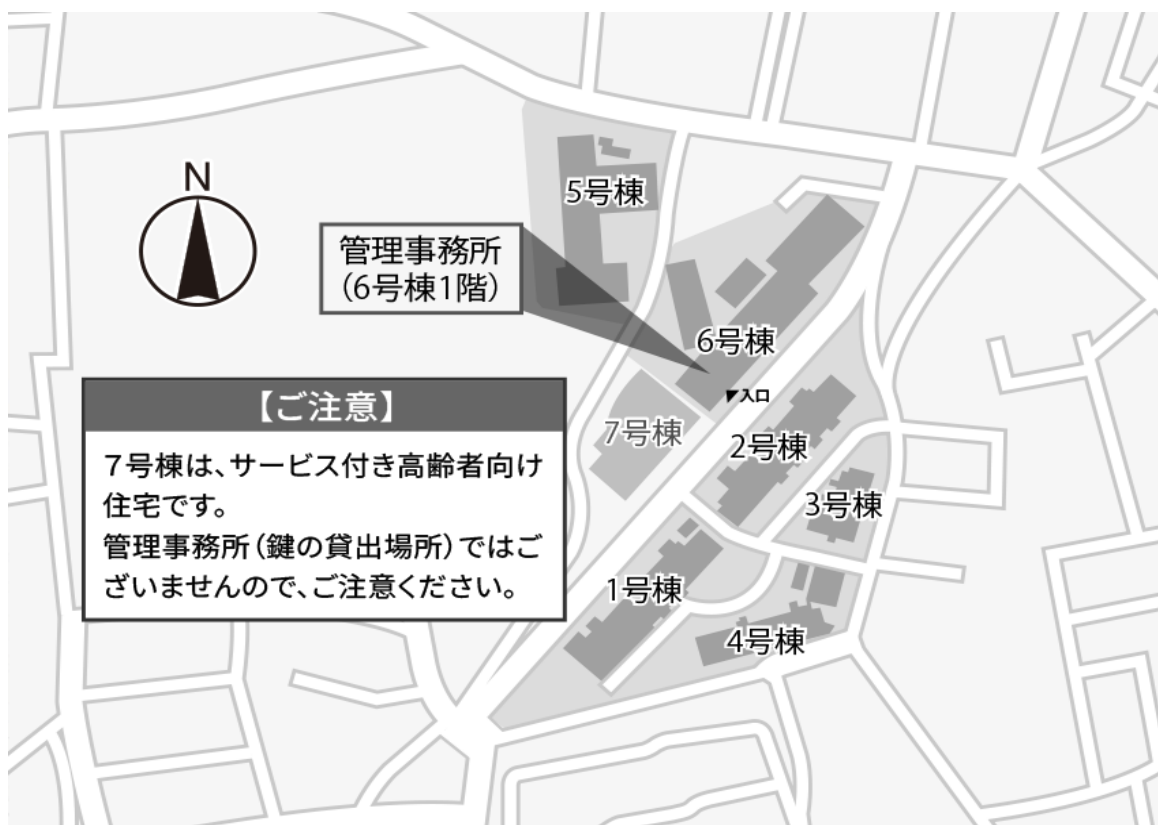 N
5号棟
管理事務所
（6号棟1階）
6号棟
入口
7号棟
2号棟
3号棟
1号棟
4号棟
【ご注意】
７号棟は、サービス付き高齢者向け
住宅です。
管理事務所（鍵の貸出場所）ではご
ざいませんので、ご注意ください。